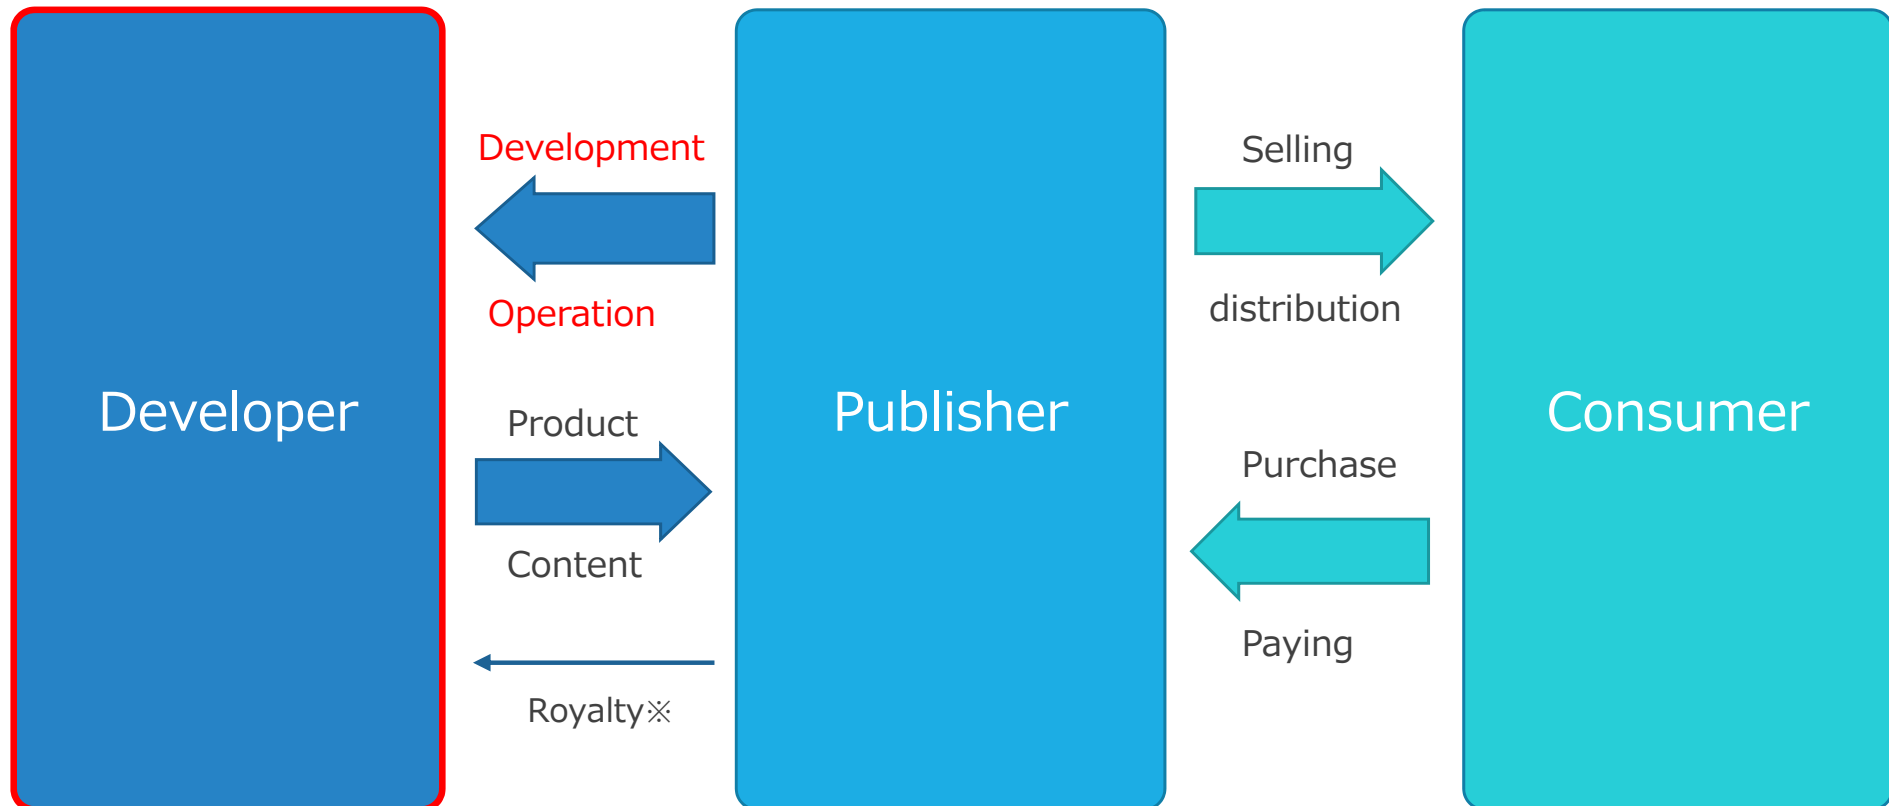 Developer
Development
Operation
Product
Content
Royalty※
Publisher
Selling
distribution
Purchase
Paying
Consumer